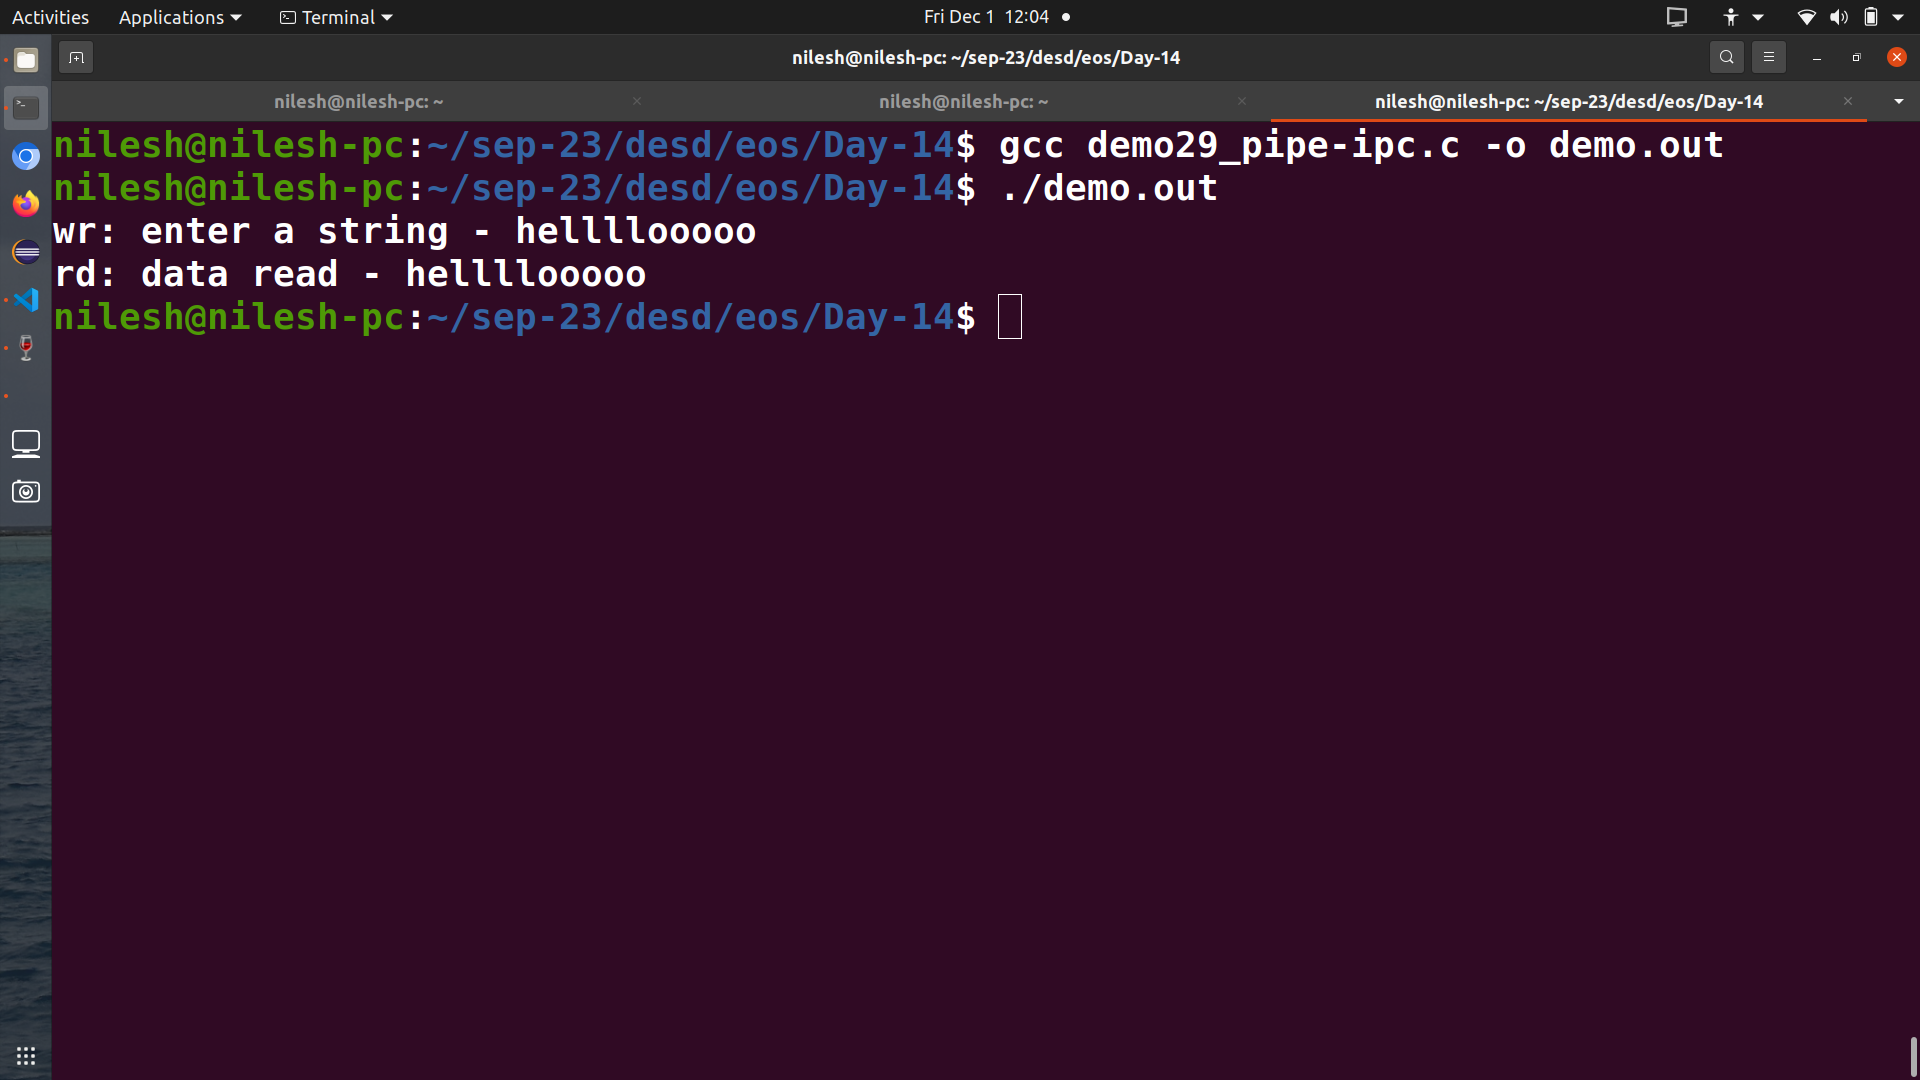 Activities Applications Terminal Fri Dec 1 12:04
nilesh@nilesh-pc: ~/sep-23/desd/eos/Day-14
nilesh@nilesh-pc: ~ nilesh@nilesh-pc: ~ nilesh@nilesh-pc: ~/sep-23/desd/eos/Day-14
nilesh@nilesh-pc:~/sep-23/desd/eos/Day-14$ gcc demo29_pipe-ipc.c -o demo.out
nilesh@nilesh-pc:~/sep-23/desd/eos/Day-14$ ./demo.out
wr: enter a string - hellllooooo
rd: data read - hellllooooo
nilesh@nilesh-pc:~/sep-23/desd/eos/Day-14$